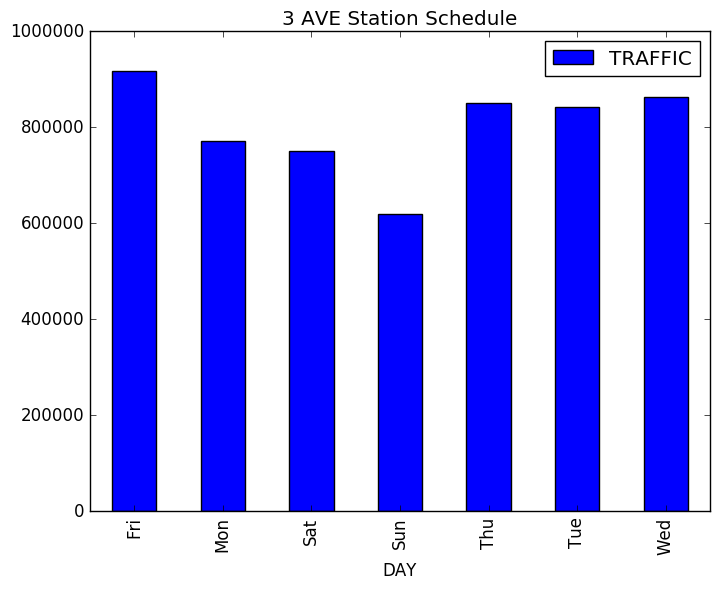 3 AVE Station Schedule
1000000
800000
600000
400000
200000
0
TRAFFIC
Fri
Mon
Sat
Sun
Thu
Tue
Wed
DAY